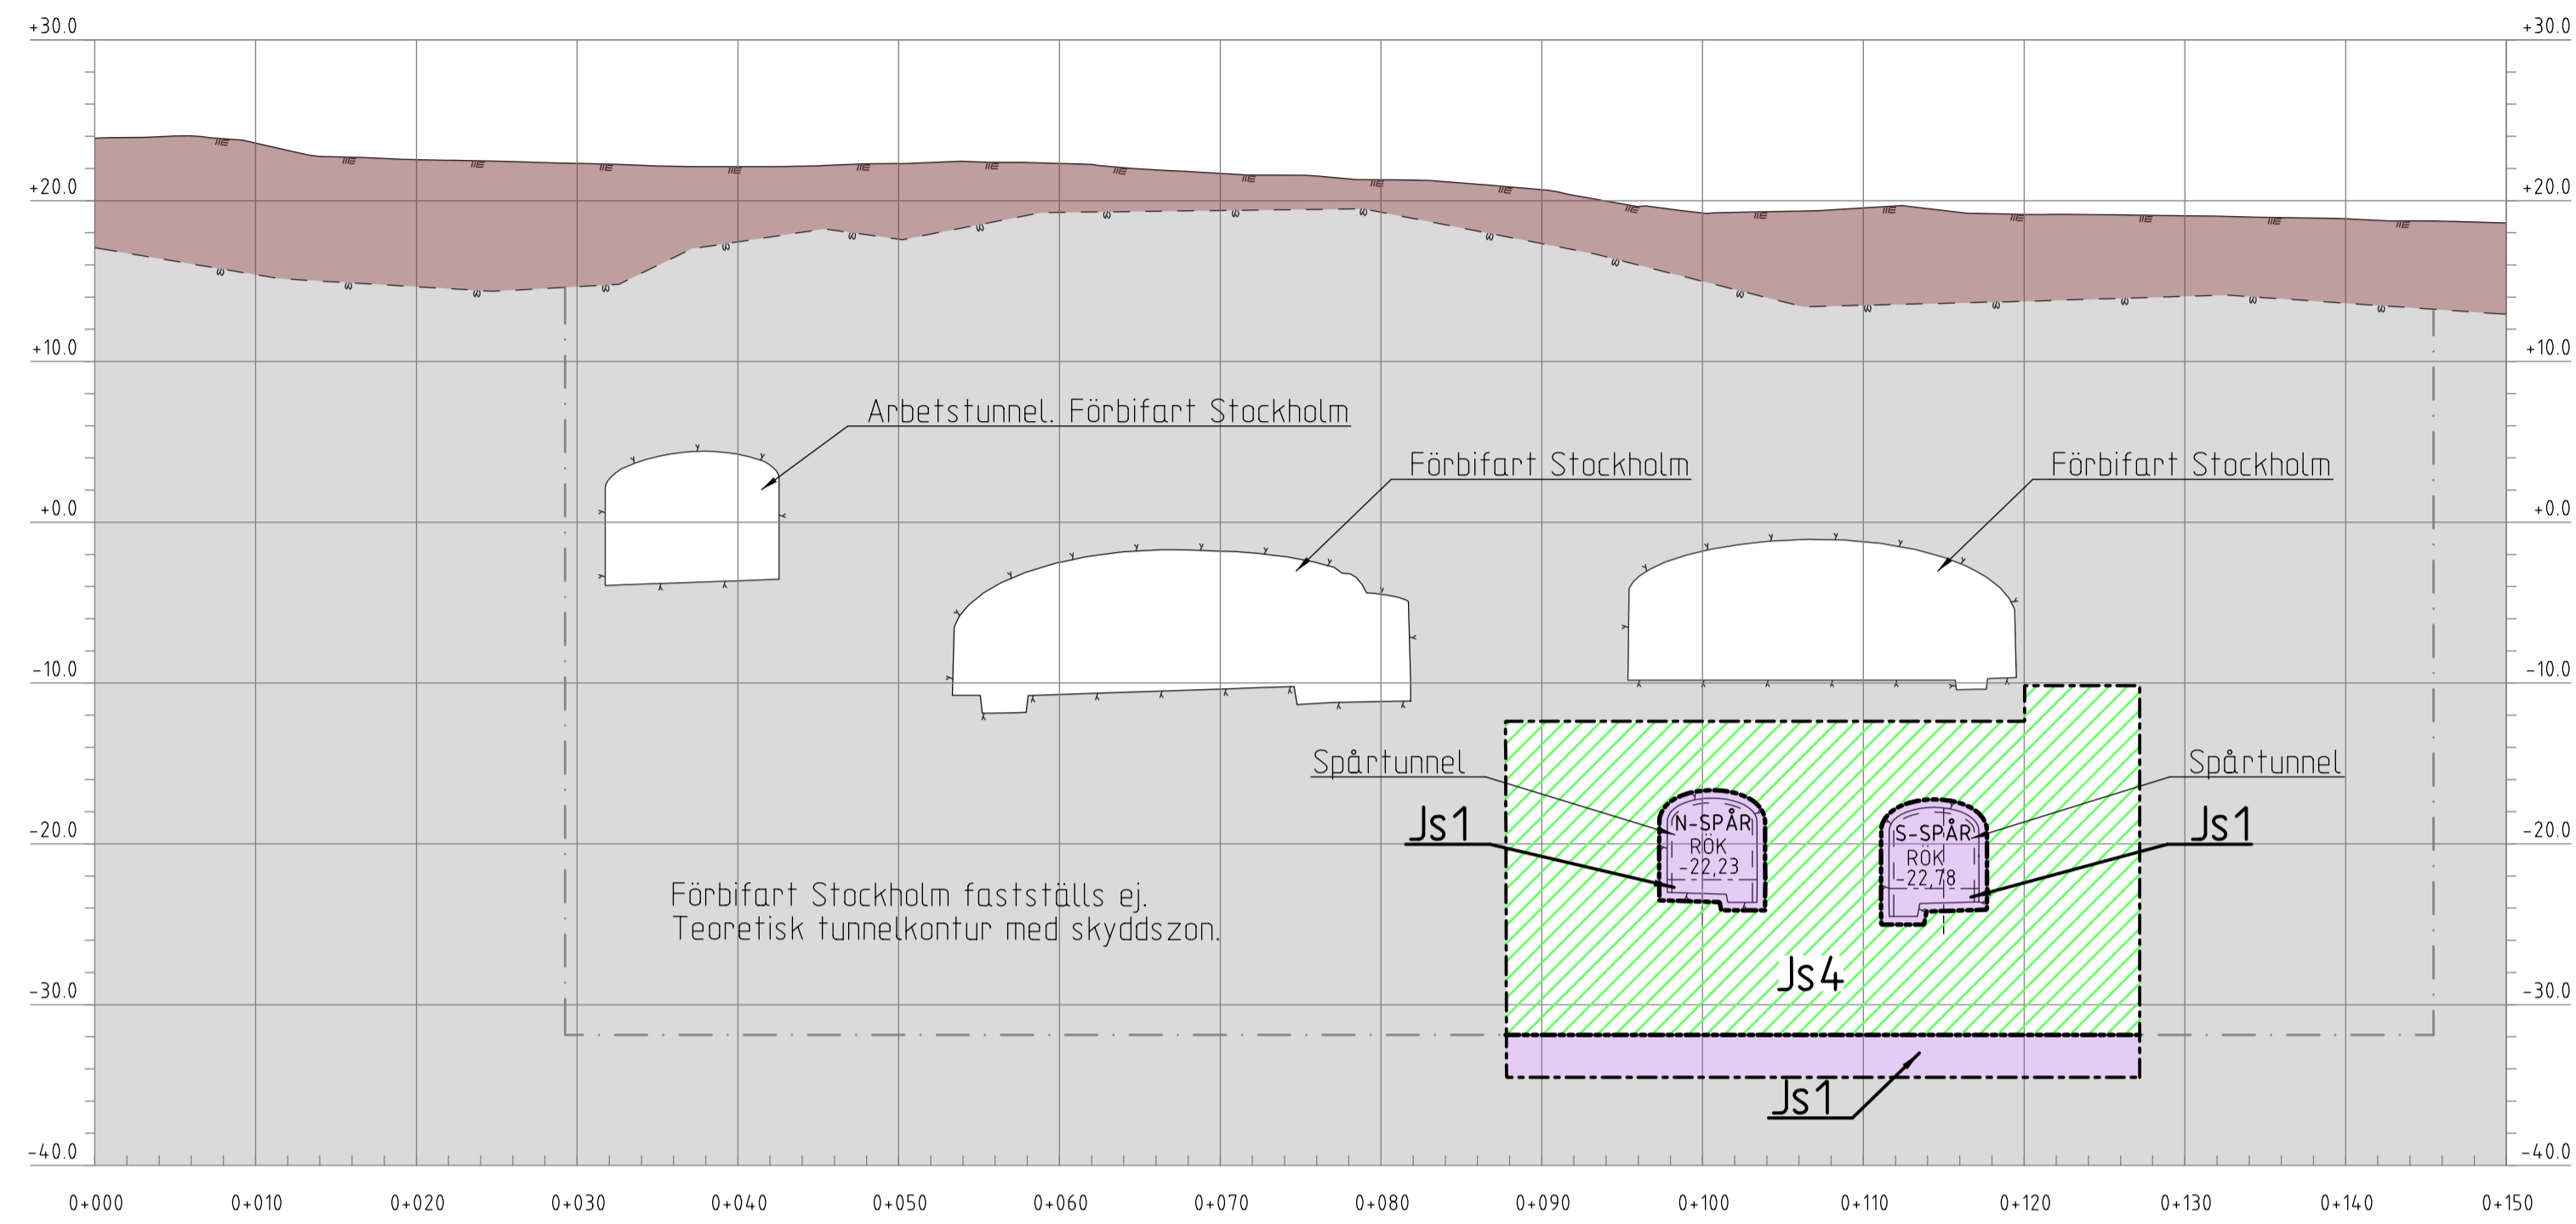 +30.0 +30.0
+20.0 +20.0
+10.0 +10.0
Arbetstunnel. Förbifart Stockholm
Förbifart Stockholm
Förbifart Stockholm
+0.0 +0.0
-10.0 -10.0
Spårtunnel
Spårtunnel
Js1
N-SPÅR
RÖK
-22,23
S-SPÅR
RÖK
-22,78
Js1
-20.0 -20.0
Förbifart Stockholm fastställs ej.
Teoretisk tunnelkontur med skyddszon.
Js4
-30.0 -30.0
Js1
-40.0 -40.0
0+000 0+010 0+020 0+030 0+040 0+050 0+060 0+070 0+080 0+090 0+100 0+110 0+120 0+130 0+140 0+150